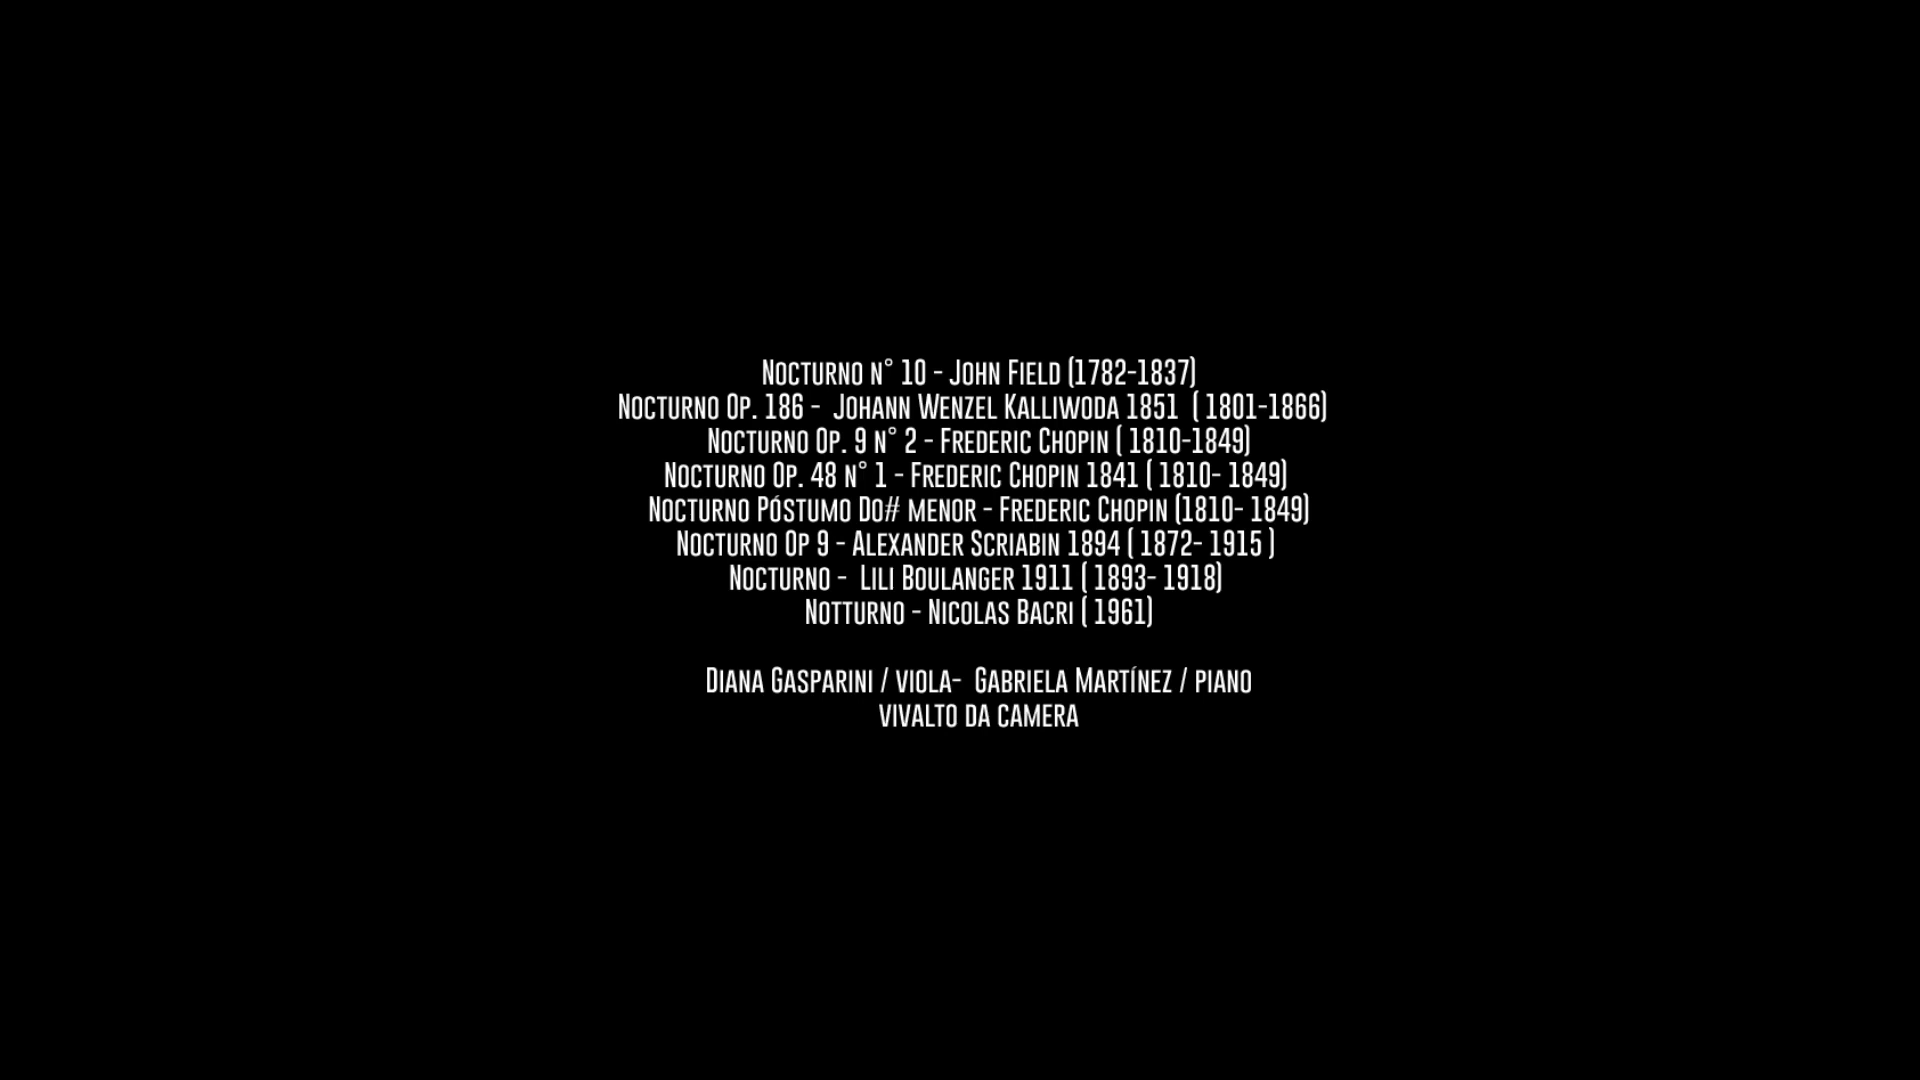 Nocturno n° 10 - John Field (1782-1837)
Nocturno Op. 186 -  Johann Wenzel Kalliwoda 1851  ( 1801-1866)
Nocturno Op. 9 n° 2 - Frederic Chopin ( 1810-1849)
Nocturno Op. 48 n° 1 - Frederic Chopin 1841 ( 1810- 1849)
Nocturno Póstumo Do# menor - Frederic Chopin (1810- 1849)
Nocturno Op 9 - Alexander Scriabin 1894 ( 1872- 1915 )
Nocturno -  Lili Boulanger 1911 ( 1893- 1918)
Notturno - Nicolas Bacri ( 1961)
Diana Gasparini / viola-  Gabriela Martínez / piano
vivalto da camera